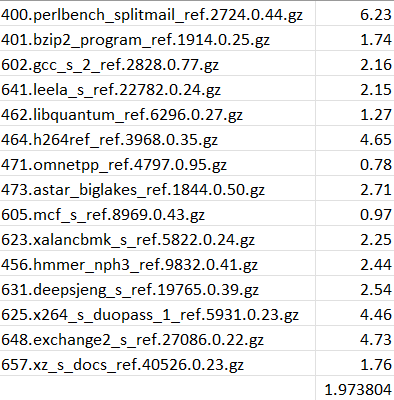 400.perlbench_splitmail_ref.2724.0.44.gz 6.23
401.bzip2_program_ref.1914.0.25.gz 1.74
602.gcc_s_2_ref.2828.0.77.gz 2.16
641.leela_s_ref.22782.0.24.gz 2.15
462.libquantum_ref.6296.0.27.gz 1.27
464.h264ref_ref.3968.0.35.gz 4.65
471.omnetpp_ref.4797.0.95.gz 0.78
473.astar_biglakes_ref.1844.0.50.gz 2.71
605.mcf_s_ref.8969.0.43.gz 0.97
623.xalancbmk_s_ref.5822.0.24.gz 2.25
456.hmmer_nph3_ref.9832.0.41.gz 2.44
631.deepsjeng_s_ref.19765.0.39.gz 2.54
625.x264_s_duopass_1_ref.5931.0.23.gz 4.46
648.exchange2_s_ref.27086.0.22.gz 4.73
657.xz_s_docs_ref.40526.0.23.gz 1.76
1.973804